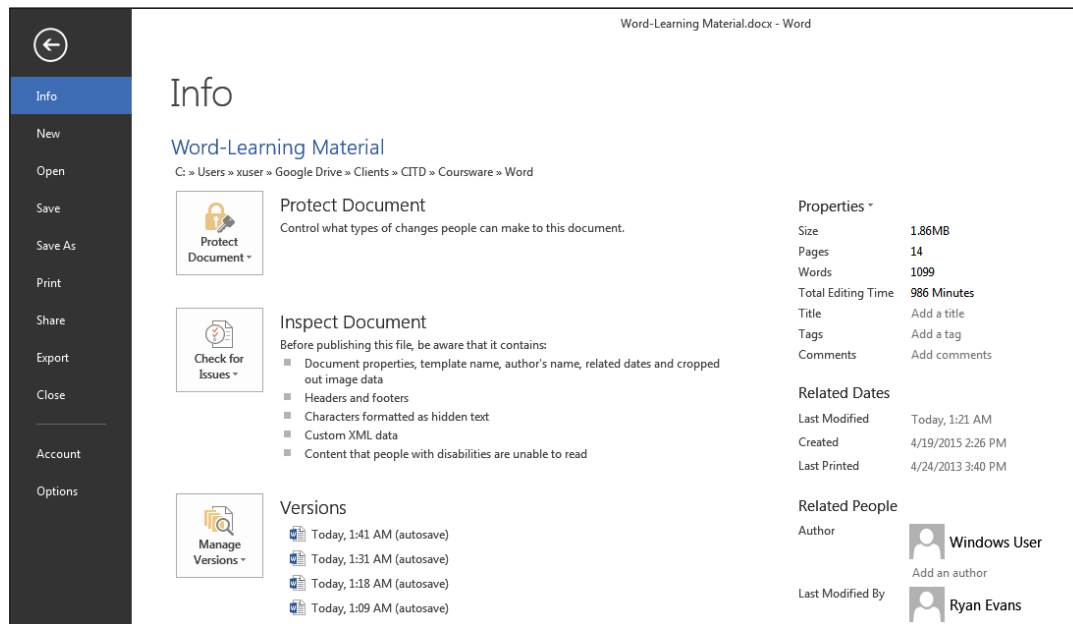 Word-Learning Material.docx - Word
Info
New
Open
Save
Save As
Print
Share
Export
Close
Account
Options
Info
Word-Learning Material
C: » Users » xuser » Google Drive » Clients » CITD » Coursware » Word
Protect
Document
Protect Document
Control what types of changes people can make to this document.
Check for
Issues
Inspect Document
Before publishing this file, be aware that it contains:
Document properties, template name, author's name, related dates and cropped
out image data
Headers and footers
Characters formatted as hidden text
Custom XML data
Content that people with disabilities are unable to read
Manage
Versions
Versions
Today, 1:41 AM (autosave)
Today, 1:31 AM (autosave)
Today, 1:18 AM (autosave)
Today, 1:09 AM (autosave)
Properties
Size 1.86MB
Pages 14
Words 1099
Total Editing Time 986 Minutes
Title Add a title
Tags Add a tag
Comments Add comments
Related Dates
Last Modified Today, 1:21 AM
Created 4/19/2015 2:26 PM
Last Printed 4/24/2013 3:40 PM
Related People
Author Windows User
Add an author
Last Modified By Ryan Evans